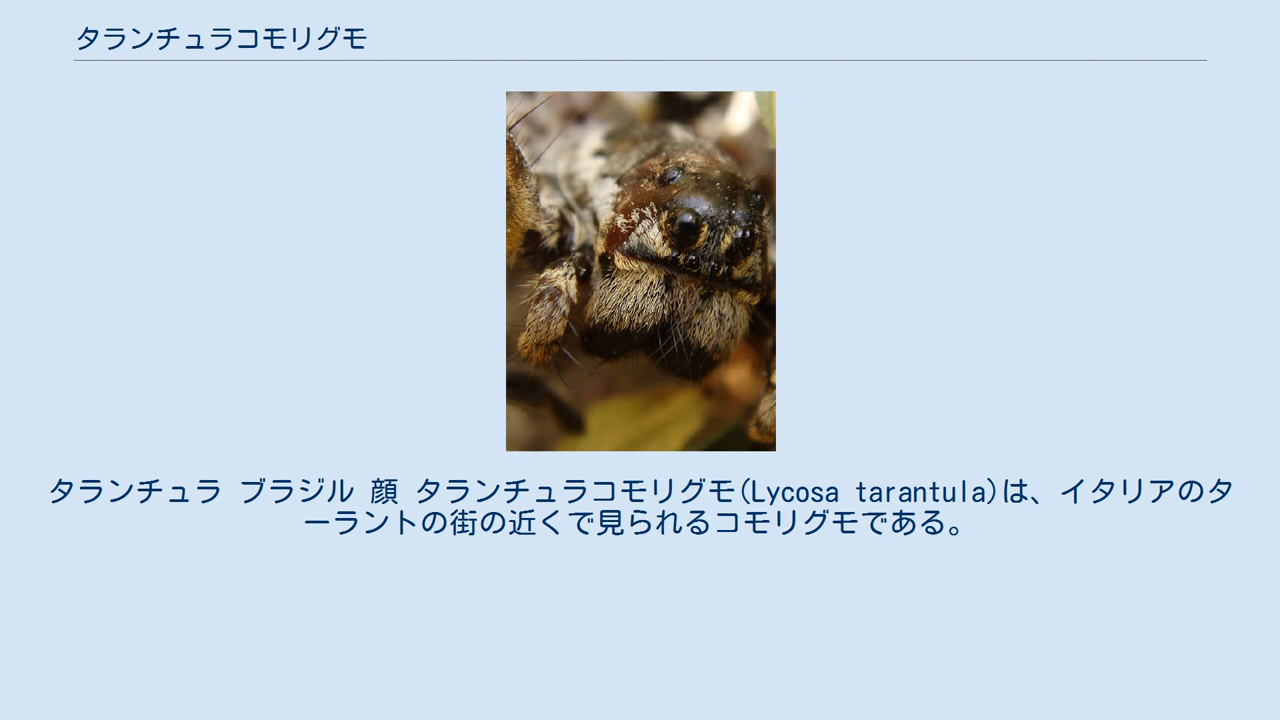 タランチュラコモリグモ
タランチュラ ブラジル 顔 タランチュラコモリグモ(Lycosa tarantula)は、イタリアのタ
ーラントの街の近くで見られるコモリグモである。